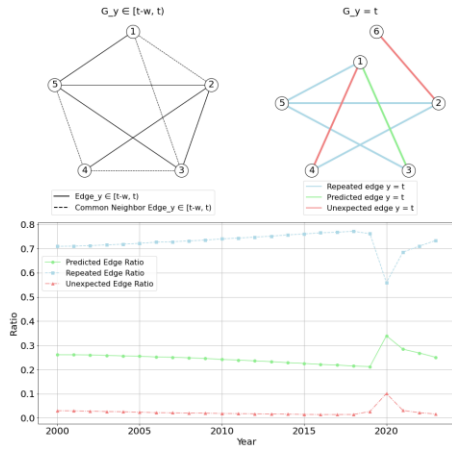 G_y ∈ [t-w, t)
1
5
2
4
3
Edge_y ∈ [t-w, t)
Common Neighbor Edge_y ∈ [t-w, t)
G_y = t
6
1
5
2
4
3
Repeated edge y = t
Predicted edge y = t
Unexpected edge y = t
0.8
0.7
0.6
0.5
0.4
0.3
0.2
0.1
0.0
Ratio
Predicted Edge Ratio
Repeated Edge Ratio
Unexpected Edge Ratio
2000 2005 2010 2015 2020
Year